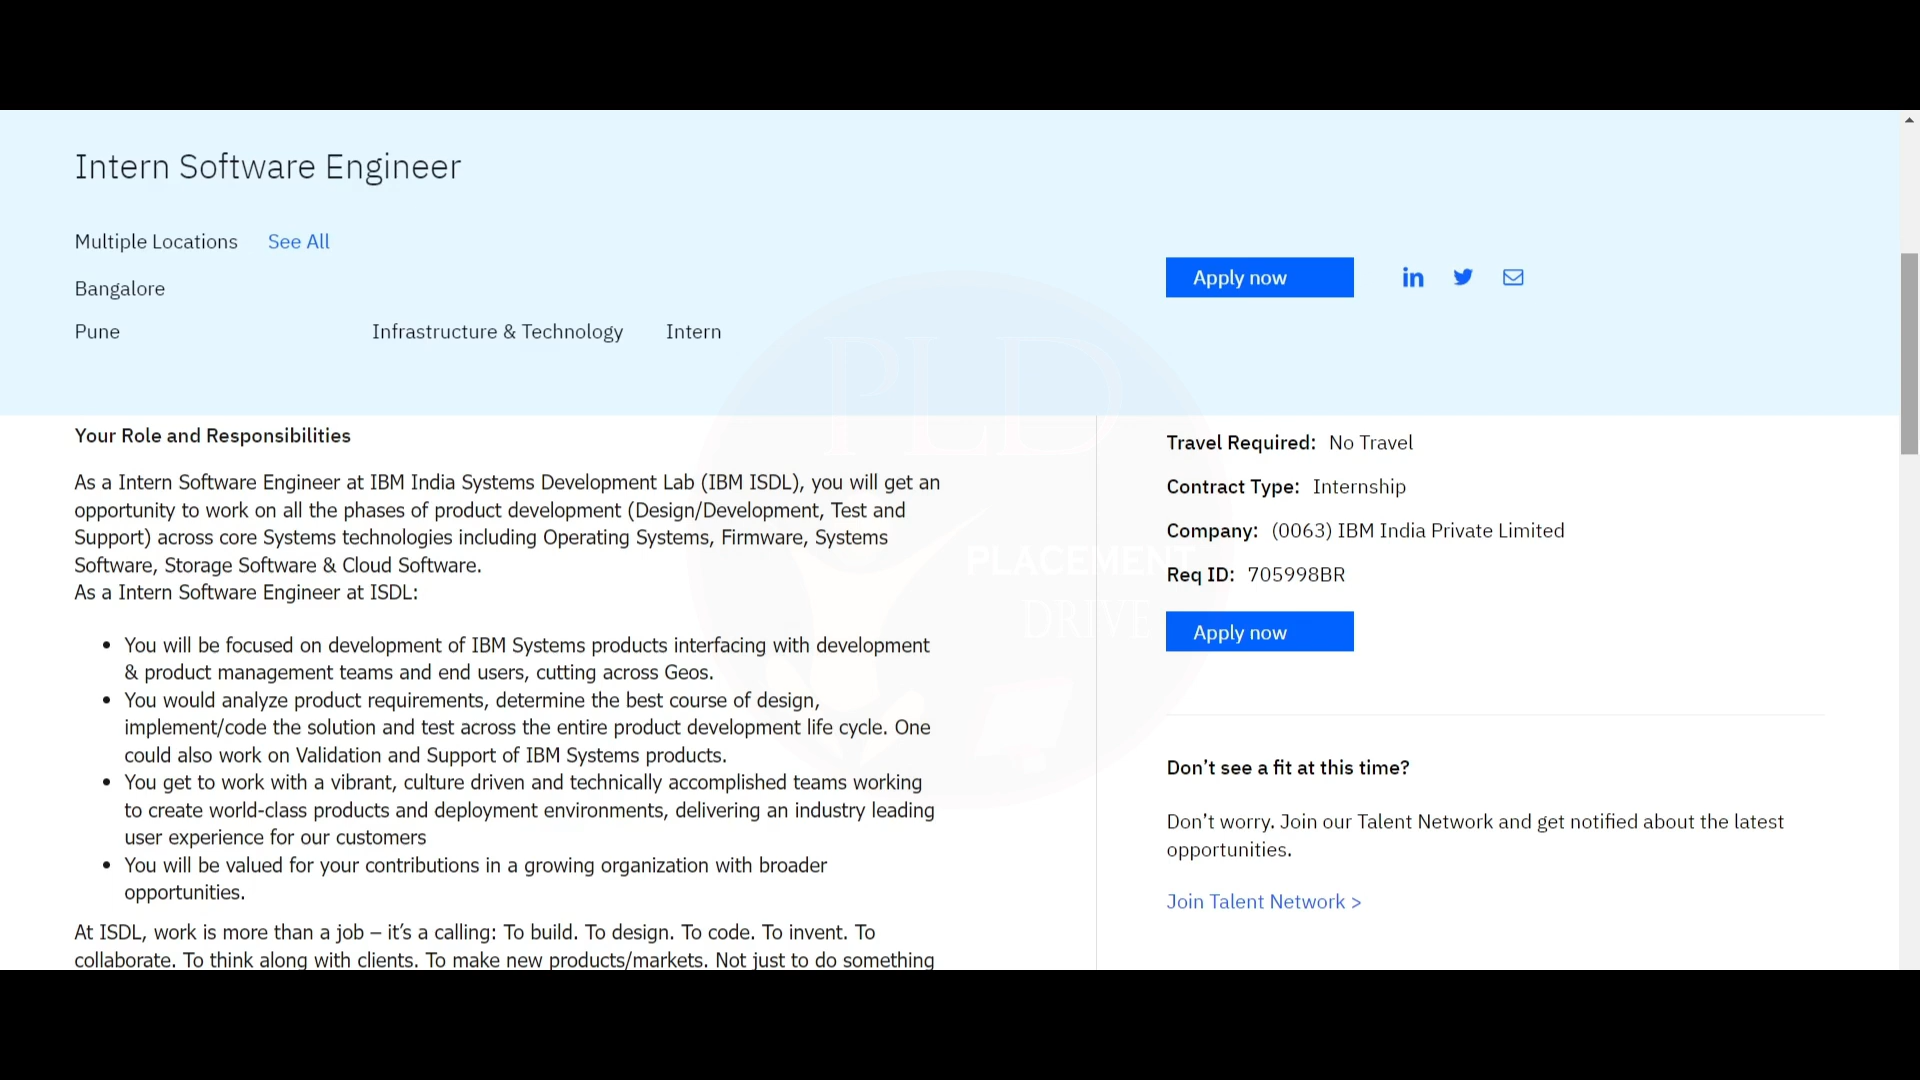 Intern Software Engineer
Multiple Locations See All
Bangalore
Pune Infrastructure & Technology Intern
Apply now in
Your Role and Responsibilities
As a Intern Software Engineer at IBM India Systems Development Lab (IBM ISDL), you will get an
opportunity to work on all the phases of product development (Design/Development, Test and
Support) across core Systems technologies including Operating Systems, Firmware, Systems
Software, Storage Software & Cloud Software.
As a Intern Software Engineer at ISDL:
• You will be focused on development of IBM Systems products interfacing with development
& product management teams and end users, cutting across Geos.
• You would analyze product requirements, determine the best course of design,
implement/code the solution and test across the entire product development life cycle. One
could also work on Validation and Support of IBM Systems products.
• You get to work with a vibrant, culture driven and technically accomplished teams working
to create world-class products and deployment environments, delivering an industry leading
user experience for our customers
• You will be valued for your contributions in a growing organization with broader
opportunities.
At ISDL, work is more than a job – it’s a calling: To build. To design. To code. To invent. To
collaborate. To think along with clients. To make new products/markets. Not just to do something
Travel Required: No Travel
Contract Type: Internship
Company: (0063) IBM India Private Limited
Req ID: 705998BR
Apply now
Don’t see a fit at this time?
Don’t worry. Join our Talent Network and get notified about the latest
opportunities.
Join Talent Network >
PLD
PLACEMENT
DRIVE